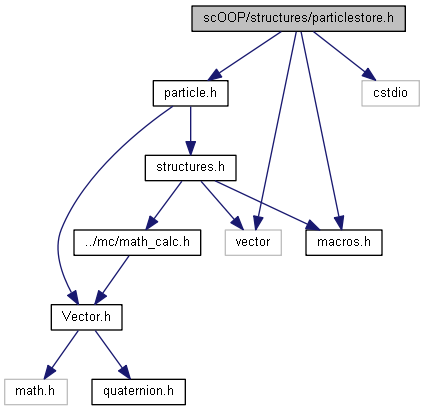 scOOP/structures/particlestore.h
particle.h
cstdio
structures.h
../mc/math_calc.h
vector
macros.h
Vector.h
math.h
quaternion.h